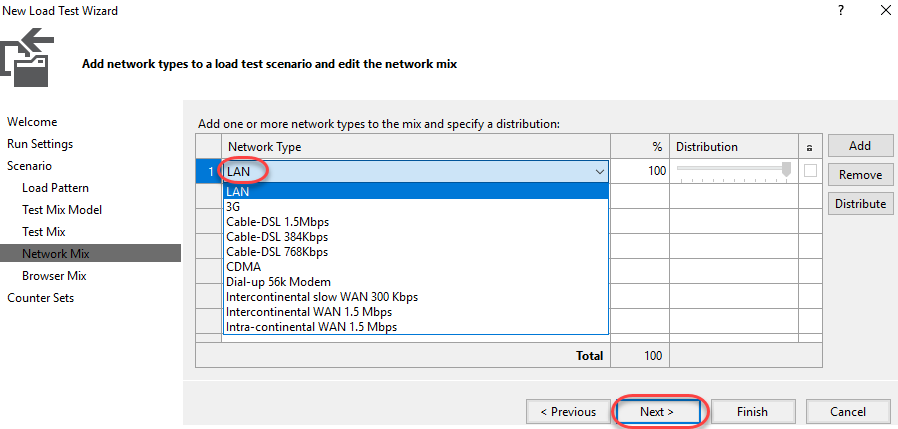 New Load Test Wizard
?
Add network types to a load test scenario and edit the network mix
Welcome
Run Settings
Scenario
Load Pattern
Test Mix Model
Test Mix
Network Mix
Browser Mix
Counter Sets
Add one or more network types to the mix and specify a distribution:
Network Type % Distribution
1 LAN 100
LAN
3G
Cable-DSL 1.5Mbps
Cable-DSL 384Kbps
Cable-DSL 768Kbps
CDMA
Dial-up 56k Modem
Intercontinental slow WAN 300 Kbps
Intercontinental WAN 1.5 Mbps
Intra-continental WAN 1.5 Mbps
Total 100
Add
Remove
Distribute
< Previous Next > Finish Cancel